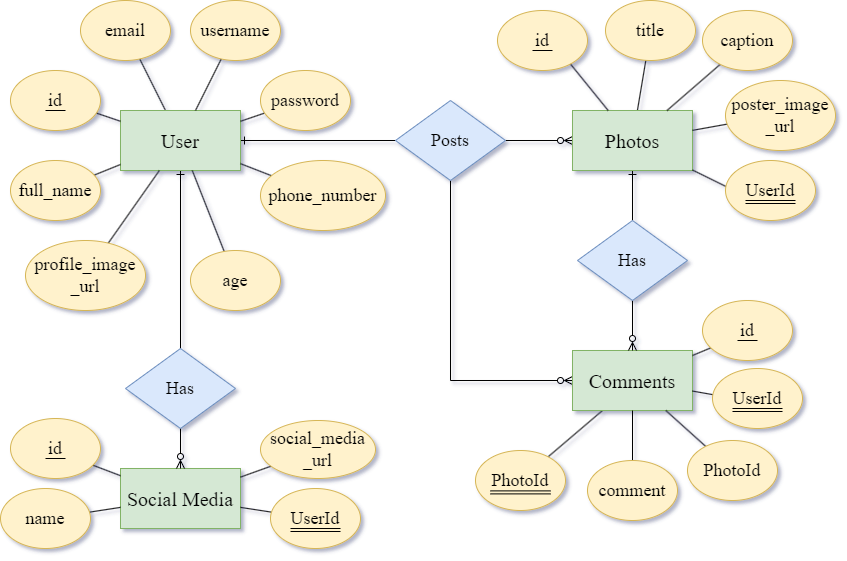 email
username
id
title
caption
id
password
poster_image
_url
User
Posts
Photos
full_name
phone_number
UserId
profile_image
_url
age
Has
id
Has
Comments
UserId
id
social_media
_url
PhotoId
PhotoId
comment
Social Media
name
UserId